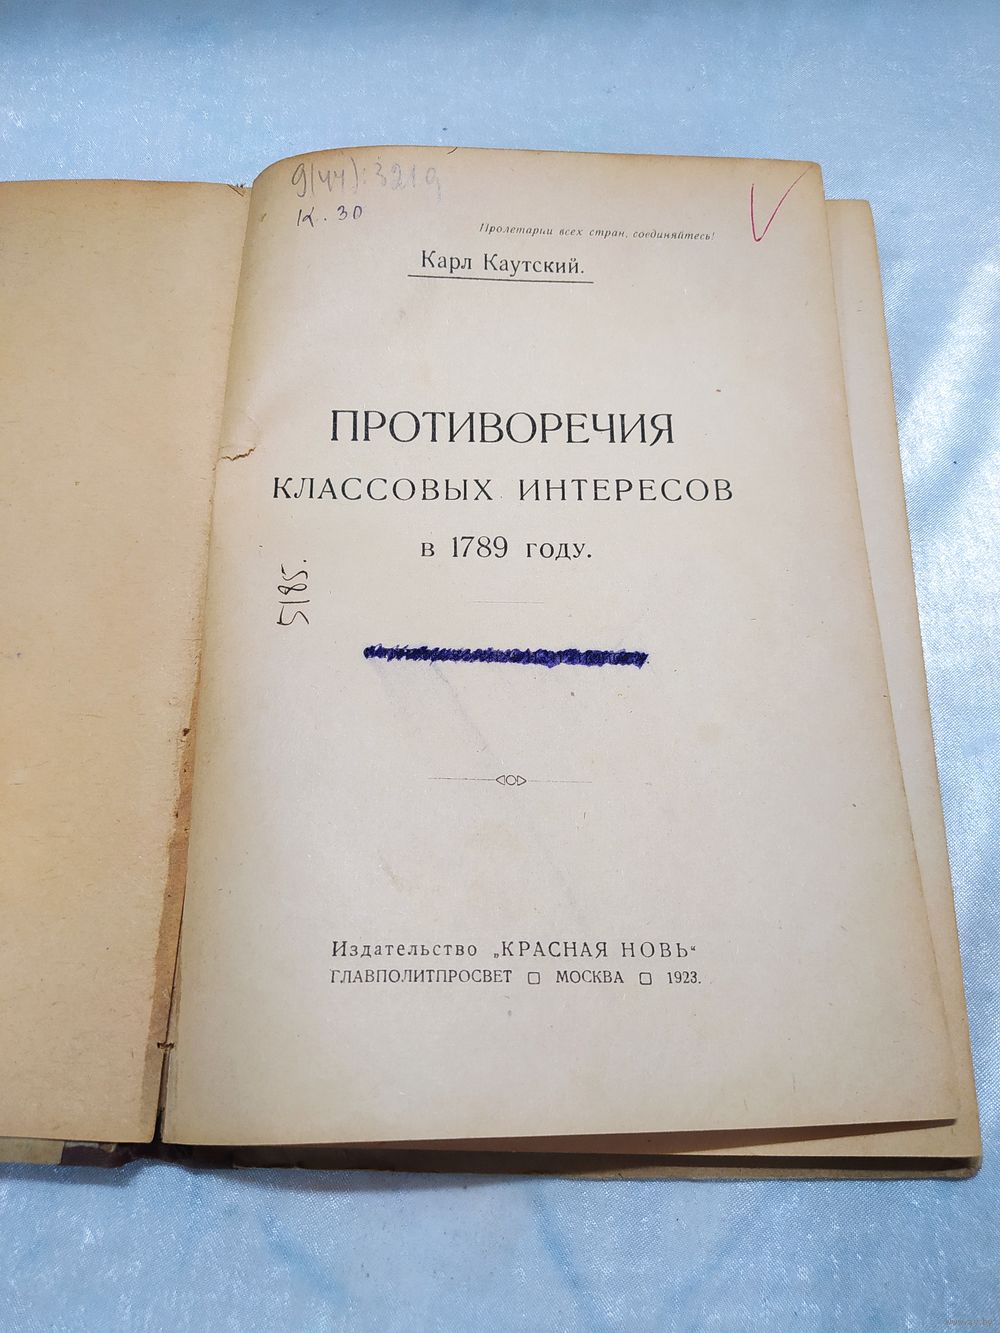 9(44):321.9
К. 30
Пролетарии всех стран, соединяйтесь!
Карл Каутский.
ПРОТИВОРЕЧИЯ
КЛАССОВЫХ ИНТЕРЕСОВ
В 1789 ГОДУ.
5185.
Издательство „КРАСНАЯ НОВЬ“
ГЛАВПОЛИТПРОСВЕТ □ МОСКВА □ 1923.